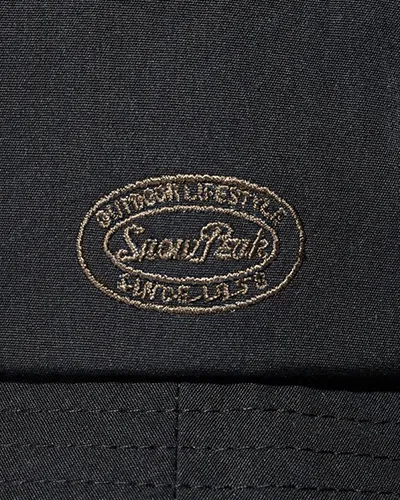 OUTDOOR LIFESTYLE
Snow Peak
SINCE 1958